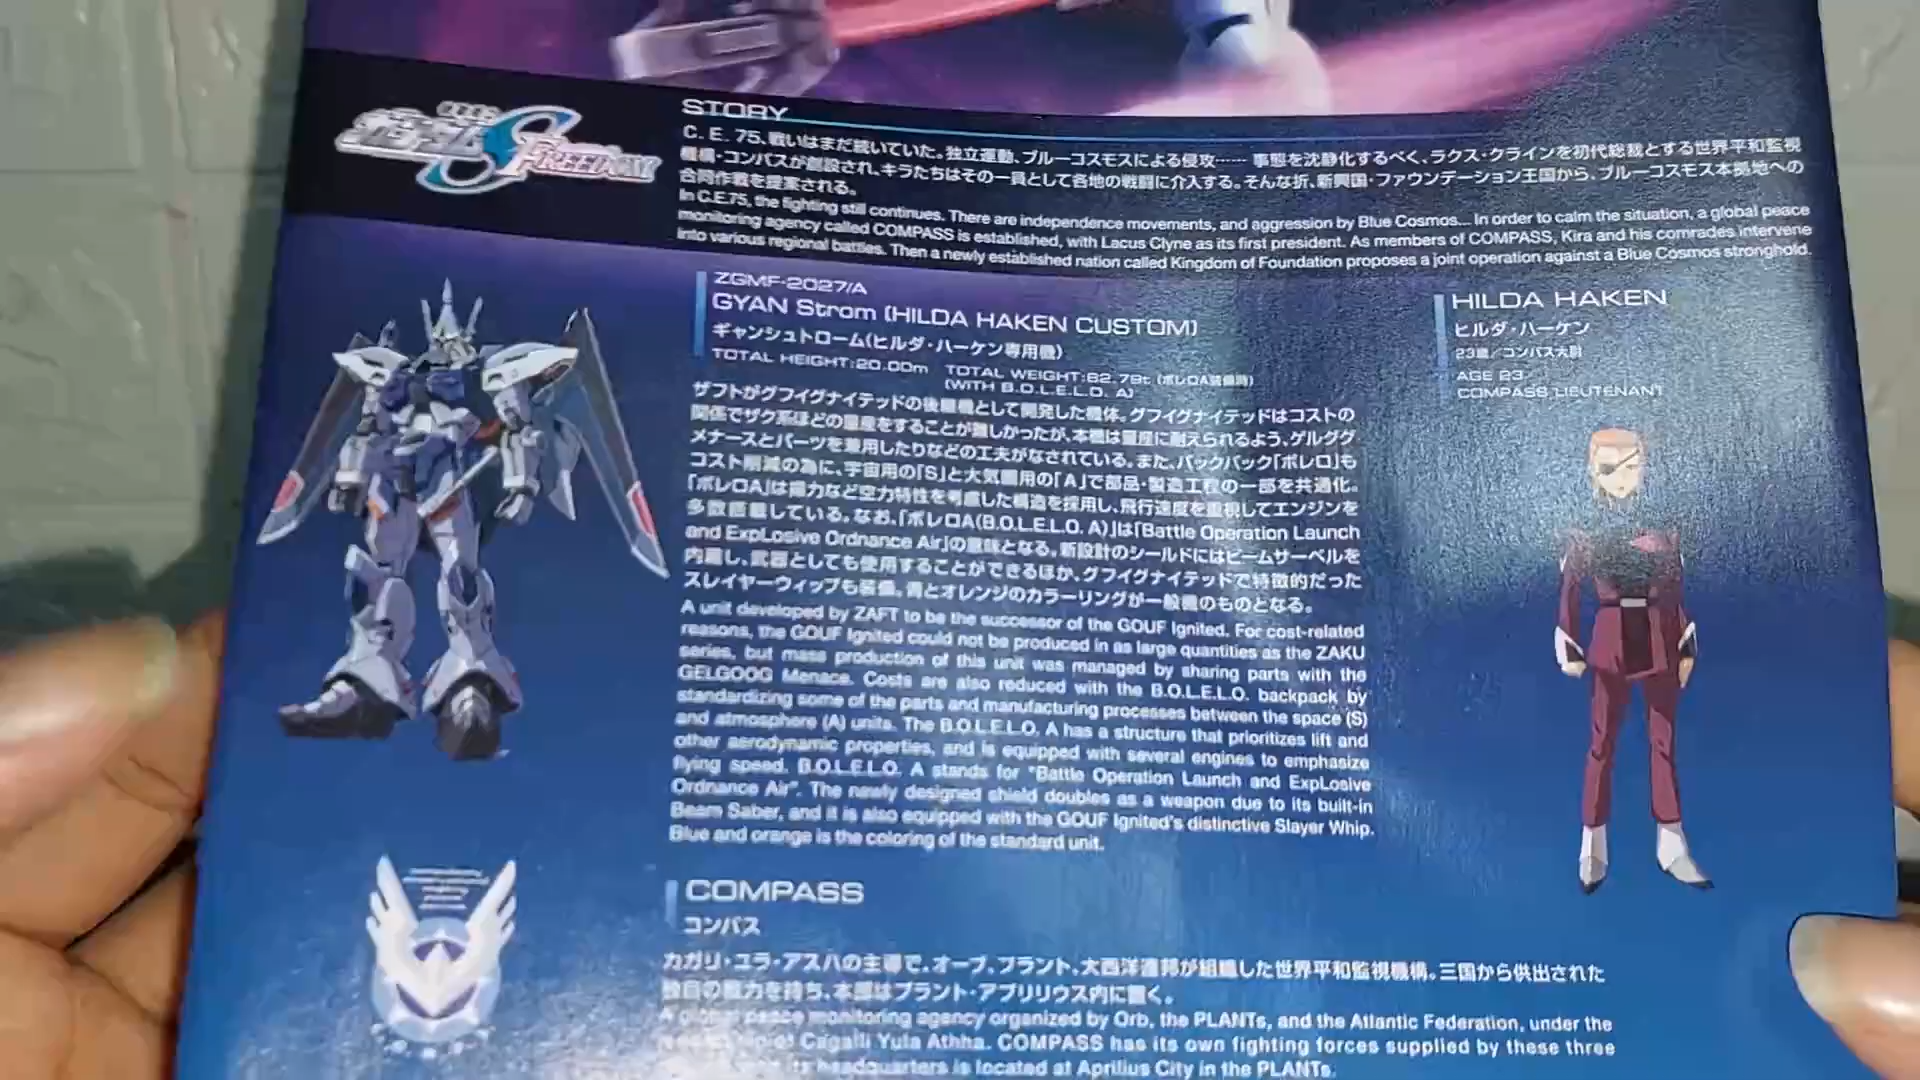 ガンダム SEED FREEDOM
STORY
C. E. 75、戦いはまだ続いていた。独立運動、ブルーコスモスによる侵攻…… 事態を沈静化するべく、ラクス・クラインを初代総裁とする世界平和監視
機構・コンパスが創設され、キラたちはその一員として各地の戦闘に介入する。そんな折、新興国・ファウンデーション王国から、ブルーコスモス本拠地への
合同作戦を提案される。
In C.E.75, the fighting still continues. There are independence movements, and aggression by Blue Cosmos... In order to calm the situation, a global peace
monitoring agency called COMPASS is established, with Lacus Clyne as its first president. As members of COMPASS, Kira and his comrades intervene
into various regional battles. Then a newly established nation called Kingdom of Foundation proposes a joint operation against a Blue Cosmos stronghold.
ZGMF-2027/A
GYAN Strom (HILDA HAKEN CUSTOM)
ギャンシュトローム(ヒルダ・ハーケン専用機)
TOTAL HEIGHT:20.00m TOTAL WEIGHT:82.79t (ボレロA装備時)
(WITH B.O.L.E.L.O. A)
ザフトがグフイグナイテッドの後継機として開発した機体。グフイグナイテッドはコストの
関係でザク系ほどの量産をすることが難しかったが、本機は量産に耐えられるよう、ゲルググ
メナースとパーツを兼用したりなどの工夫がなされている。また、バックパック「ボレロ」も
コスト削減の為に、宇宙用の「S」と大気圏用の「A」で部品・製造工程の一部を共通化。
「ボレロA」は揚力など空力特性を考慮した構造を採用し、飛行速度を重視してエンジンを
多数搭載している。なお、「ボレロA(B.O.L.E.L.O. A)」は「Battle Operation Launch
and ExpLosive Ordnance Air」の意味となる。新設計のシールドにはビームサーベルを
内蔵し、武器としても使用することができるほか、グフイグナイテッドで特徴的だった
スレイヤーウィップも装備。青とオレンジのカラーリングが一般機のものとなる。
A unit developed by ZAFT to be the successor of the GOUF Ignited. For cost-related
reasons, the GOUF Ignited could not be produced in as large quantities as the ZAKU
series, but mass production of this unit was managed by sharing parts with the
GELGOOG Menace. Costs are also reduced with the B.O.L.E.L.O. backpack by
standardizing some of the parts and manufacturing processes between the space (S)
and atmosphere (A) units. The B.O.L.E.L.O. A has a structure that prioritizes lift and
other aerodynamic properties, and is equipped with several engines to emphasize
flying speed. B.O.L.E.L.O. A stands for "Battle Operation Launch and ExpLosive
Ordnance Air". The newly designed shield doubles as a weapon due to its built-in
Beam Saber, and it is also equipped with the GOUF Ignited's distinctive Slayer Whip.
Blue and orange is the coloring of the standard unit.
HILDA HAKEN
ヒルダ・ハーケン
23歳/コンパス大尉
AGE 23
COMPASS LIEUTENANT
COMPASS
コンパス
カガリ・ユラ・アスハの主導で、オーブ、プラント、大西洋連邦が組織した世界平和監視機構。三国から供出された
独自の戦力を持ち、本部はプラント・アプリリウス内に置く。
A global peace monitoring agency organized by Orb, the PLANTs, and the Atlantic Federation, under the
Cagalli Yula Athha. COMPASS has its own fighting forces supplied by these three
its headquarters is located at Aprilius City in the PLANTs.